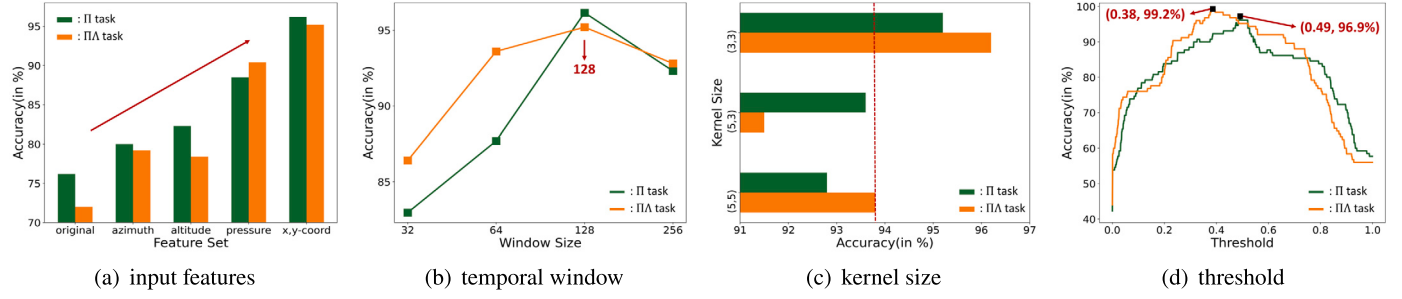 : Π task
: ΠΛ task
Accuracy(in %)
95
90
85
80
75
70
original
azimuth
altitude
pressure
x,y-coord
Feature Set
(a) input features
Accuracy(in %)
95
90
85
128
: Π task
: ΠΛ task
32
64
128
256
Window Size
(b) temporal window
Kernel Size
(3,3)
(5,3)
(5,5)
: Π task
: ΠΛ task
91
92
93
94
95
96
97
Accuracy(in %)
(c) kernel size
(0.38, 99.2%)
(0.49, 96.9%)
Accuracy(in %)
100
90
80
70
60
50
40
: Π task
: ΠΛ task
0.0
0.2
0.4
0.6
0.8
1.0
Threshold
(d) threshold